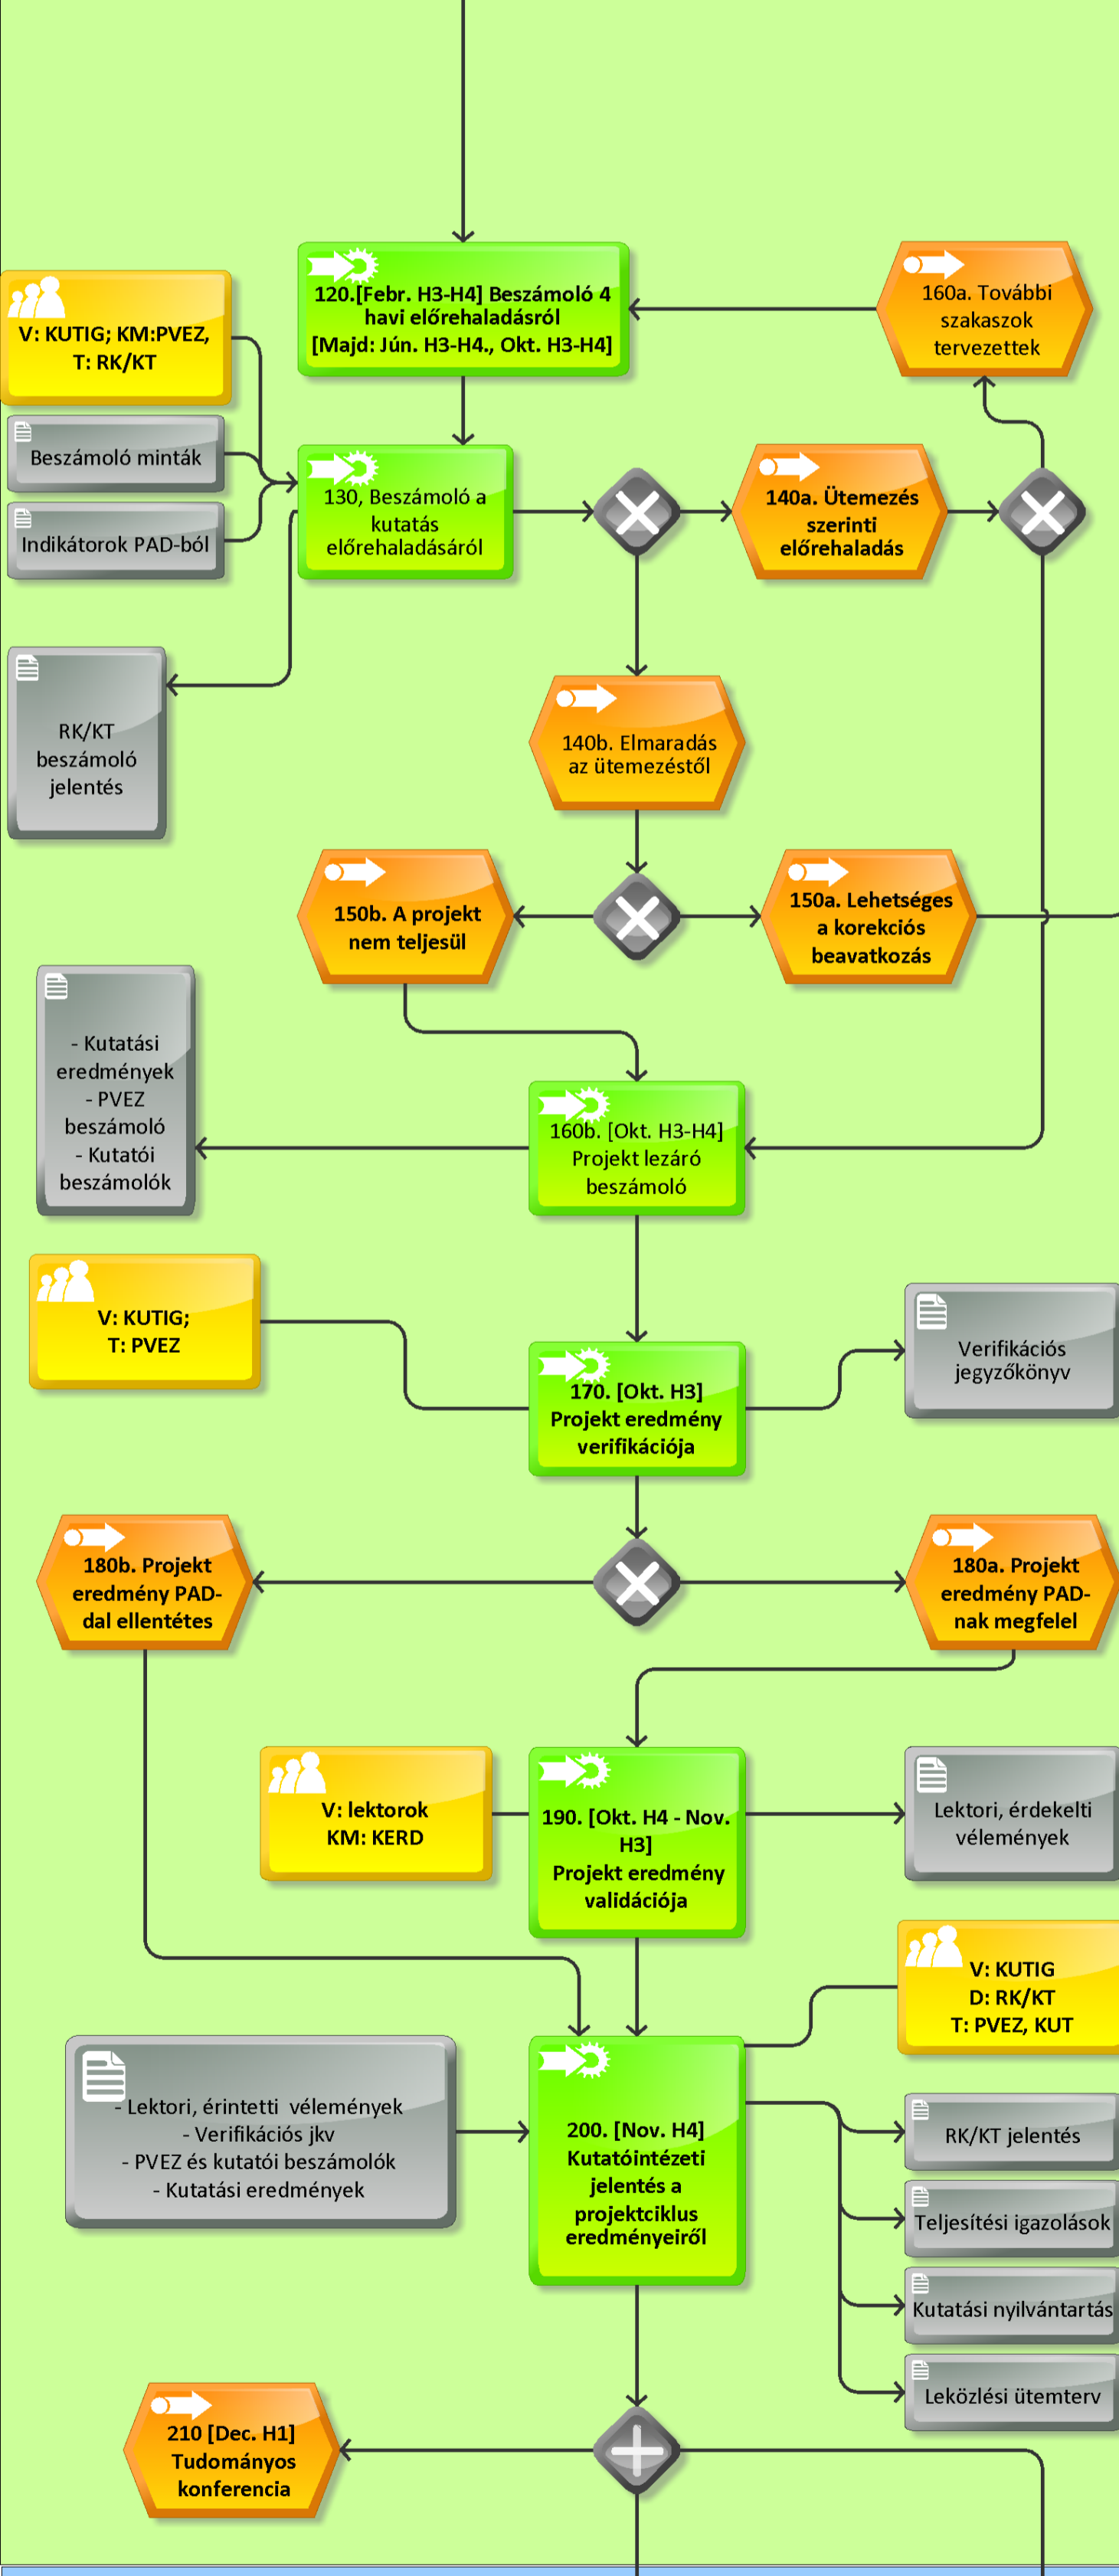 120.[Febr. H3-H4] Beszámoló 4
havi előrehaladásról
[Majd: Jún. H3-H4., Okt. H3-H4]
160a. További
szakaszok
tervezettek
V: KUTIG; KM:PVEZ,
T: RK/KT
Beszámoló minták
Indikátorok PAD-ból
130, Beszámoló a
kutatás
előrehaladásáról
140a. Ütemezés
szerinti
előrehaladás
RK/KT
beszámoló
jelentés
140b. Elmaradás
az ütemezéstől
150b. A projekt
nem teljesül
150a. Lehetséges
a korekciós
beavatkozás
- Kutatási
eredmények
- PVEZ
beszámoló
- Kutatói
beszámolók
160b. [Okt. H3-H4]
Projekt lezáró
beszámoló
V: KUTIG;
T: PVEZ
170. [Okt. H3]
Projekt eredmény
verifikációja
Verifikációs
jegyzőkönyv
180b. Projekt
eredmény PAD-
dal ellentétes
180a. Projekt
eredmény PAD-
nak megfelel
V: lektorok
KM: KERD
190. [Okt. H4 - Nov.
H3]
Projekt eredmény
validációja
Lektori, érdekelti
vélemények
V: KUTIG
D: RK/KT
T: PVEZ, KUT
- Lektori, érintetti  vélemények
- Verifikációs jkv
- PVEZ és kutatói beszámolók
- Kutatási eredmények
200. [Nov. H4]
Kutatóintézeti
jelentés a
projektciklus
eredményeiről
RK/KT jelentés
Teljesítési igazolások
Kutatási nyilvántartás
Leközlési ütemterv
210 [Dec. H1]
Tudományos
konferencia